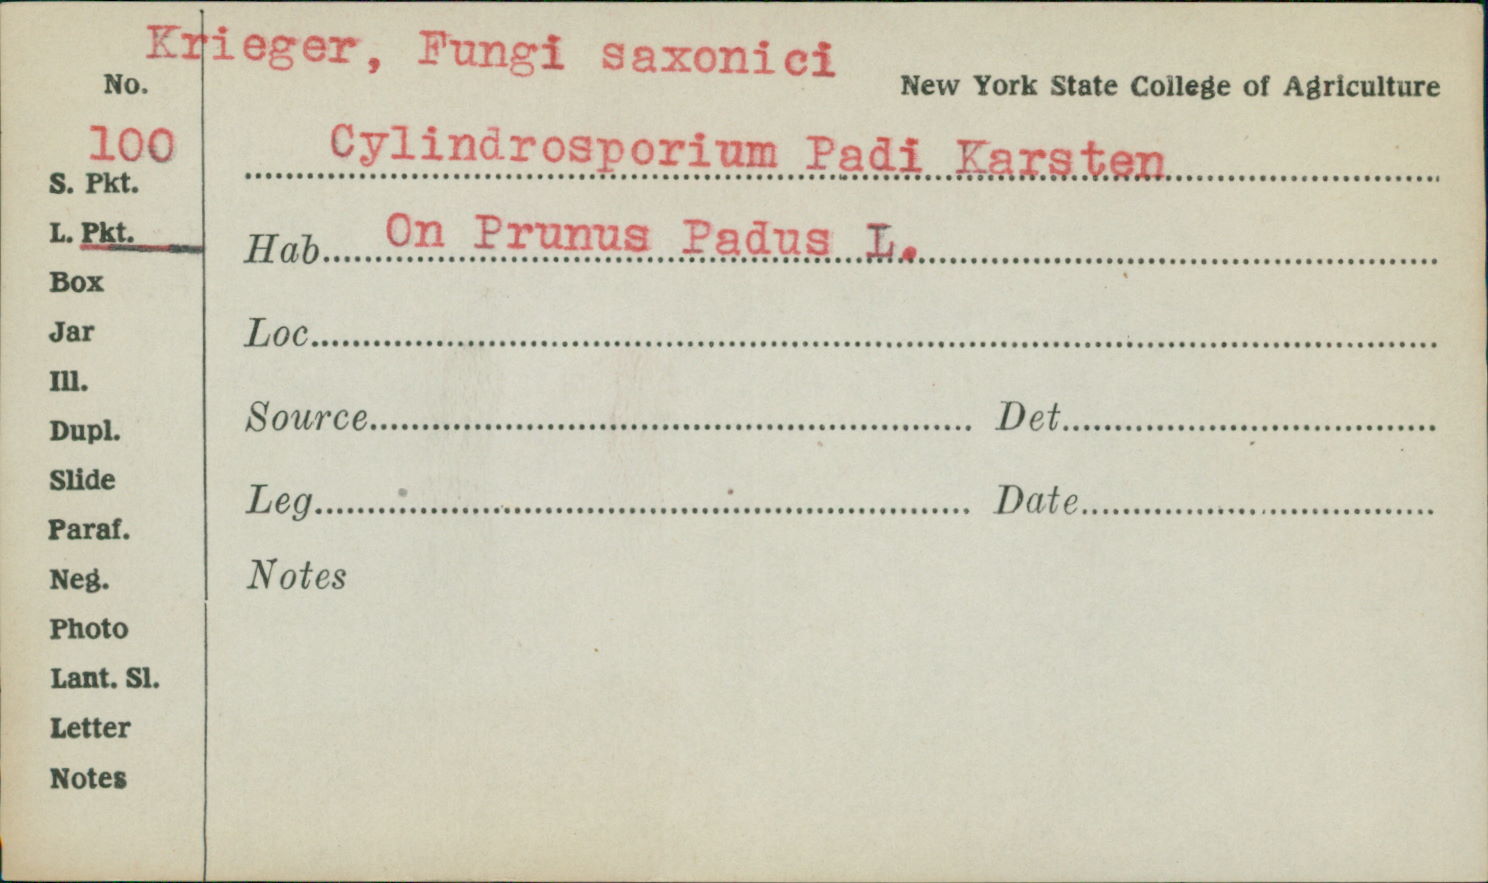 Krieger, Fungi saxonici
No.
New York State College of Agriculture
100
Cylindrosporium Padi Karsten
S. Pkt.
L. Pkt.
Hab. On Prunus Padus L.
Box
Jar
Loc.
Ill.
Dupl.
Source Det.
Slide
Leg. Date
Paraf.
Neg.
Notes
Photo
Lant. Sl.
Letter
Notes